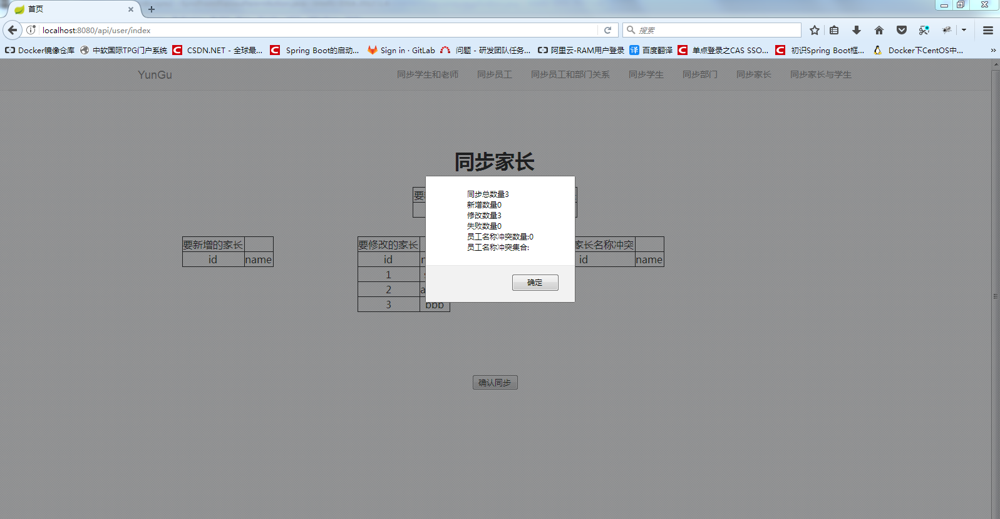 首页
localhost:8080/api/user/index
搜索
Docker镜像仓库 中软国际TPG门户系统 CSDN.NET - 全球最... Spring Boot的启动... Sign in · GitLab 问题 - 研发团队任务... 阿里云-RAM用户登录 百度翻译 单点登录之CAS SSO... 初识Spring Boot框... Docker下CentOS中... »
YunGu 同步学生和老师 同步员工 同步员工和部门关系 同步学生 同步部门 同步家长 同步家长与学生
同步家长
要
同步总数量3
新增数量0
修改数量3
失败数量0
员工名称冲突数量:0
员工名称冲突集合:
确定
要新增的家长
id name
要修改的家长
id
1
2 a
3 bbb
家长名称冲突
id name
确认同步